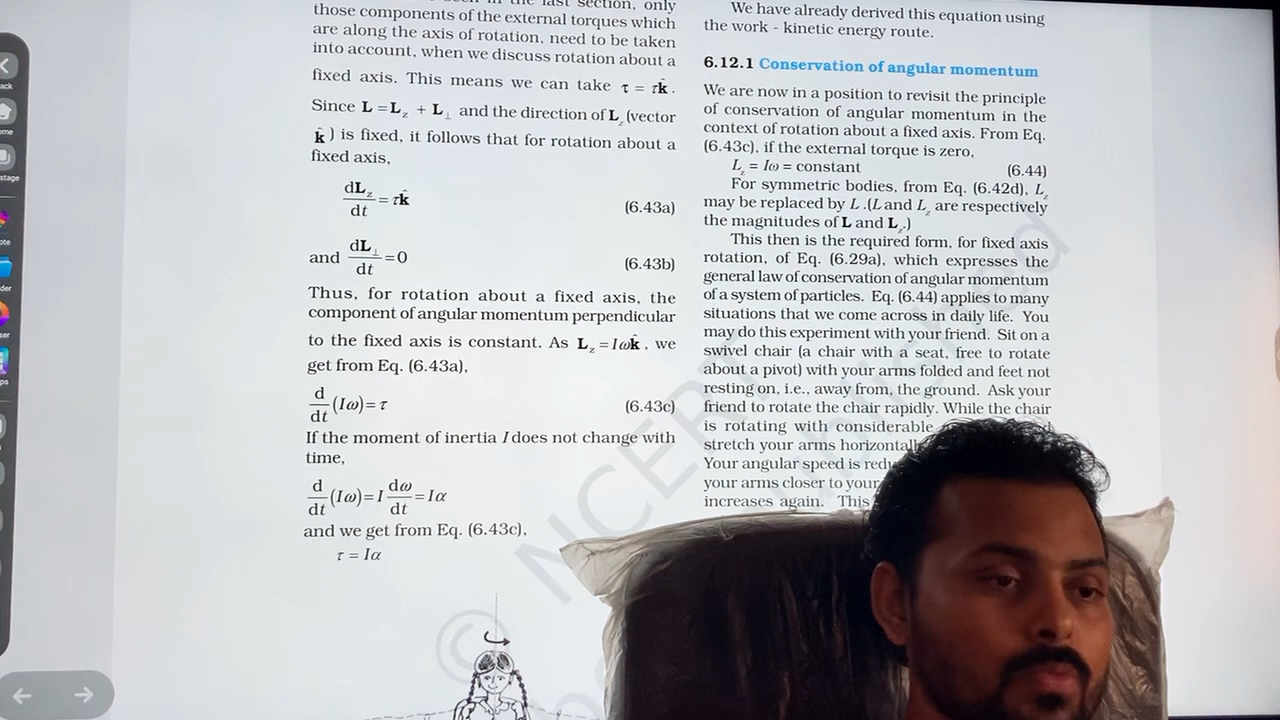 in the last section, only
those components of the external torques which
are along the axis of rotation, need to be taken
into account, when we discuss rotation about a
fixed axis. This means we can take τ = τk̂ .
Since L = L_z + L_⊥ and the direction of L_z (vector
k̂ ) is fixed, it follows that for rotation about a
fixed axis,
dL_z/dt = τk̂ (6.43a)
and dL_⊥/dt = 0 (6.43b)
Thus, for rotation about a fixed axis, the
component of angular momentum perpendicular
to the fixed axis is constant. As L_z = Iωk̂ , we
get from Eq. (6.43a),
d/dt (Iω) = τ (6.43c)
If the moment of inertia I does not change with
time,
d/dt (Iω) = I dω/dt = Iα
and we get from Eq. (6.43c),
τ = Iα
We have already derived this equation using
the work - kinetic energy route.
6.12.1 Conservation of angular momentum
We are now in a position to revisit the principle
of conservation of angular momentum in the
context of rotation about a fixed axis. From Eq.
(6.43c), if the external torque is zero,
L_z = Iω = constant (6.44)
For symmetric bodies, from Eq. (6.42d), L_z
may be replaced by L .(L and L_z are respectively
the magnitudes of L and L_z.)
This then is the required form, for fixed axis
rotation, of Eq. (6.29a), which expresses the
general law of conservation of angular momentum
of a system of particles. Eq. (6.44) applies to many
situations that we come across in daily life. You
may do this experiment with your friend. Sit on a
swivel chair (a chair with a seat, free to rotate
about a pivot) with your arms folded and feet not
resting on, i.e., away from, the ground. Ask your
friend to rotate the chair rapidly. While the chair
is rotating with considerable
stretch your arms
Your angular speed is
your arms closer to your
increases again. This
© NCERT